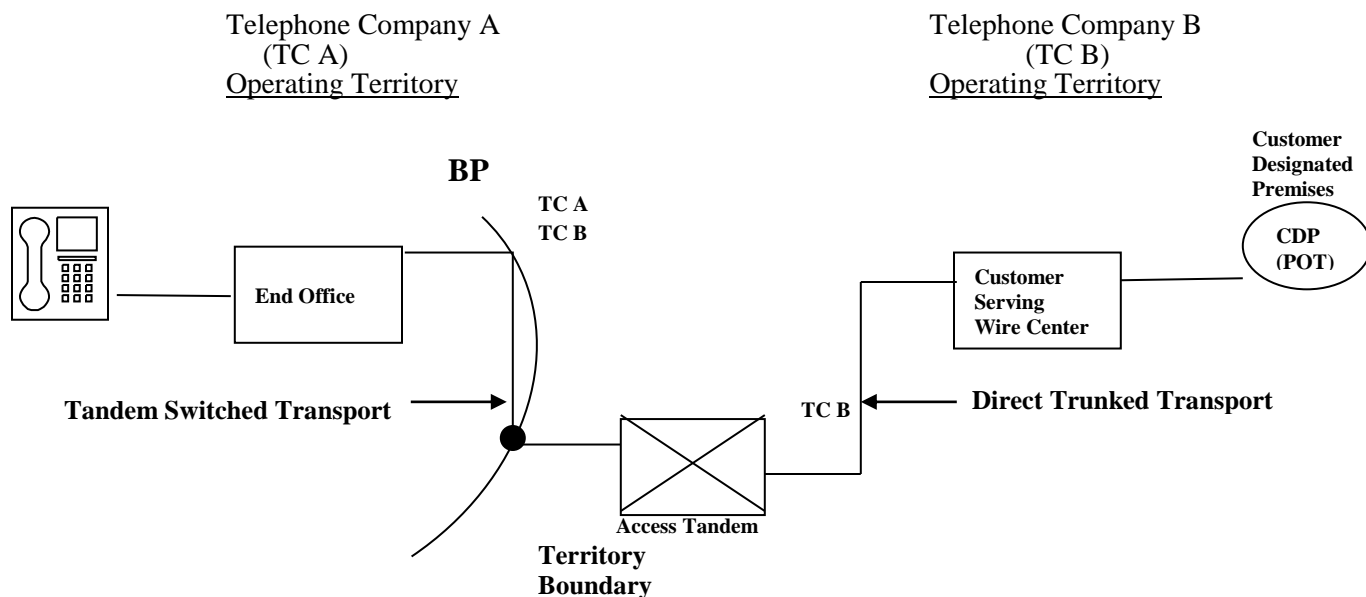 Telephone Company A
(TC A)
Operating Territory
Telephone Company B
(TC B)
Operating Territory
Customer
Designated
Premises
BP
TC A
TC B
CDP
(POT)
End Office
Customer
Serving
Wire Center
Tandem Switched Transport
TC B
Direct Trunked Transport
Access Tandem
Territory
Boundary